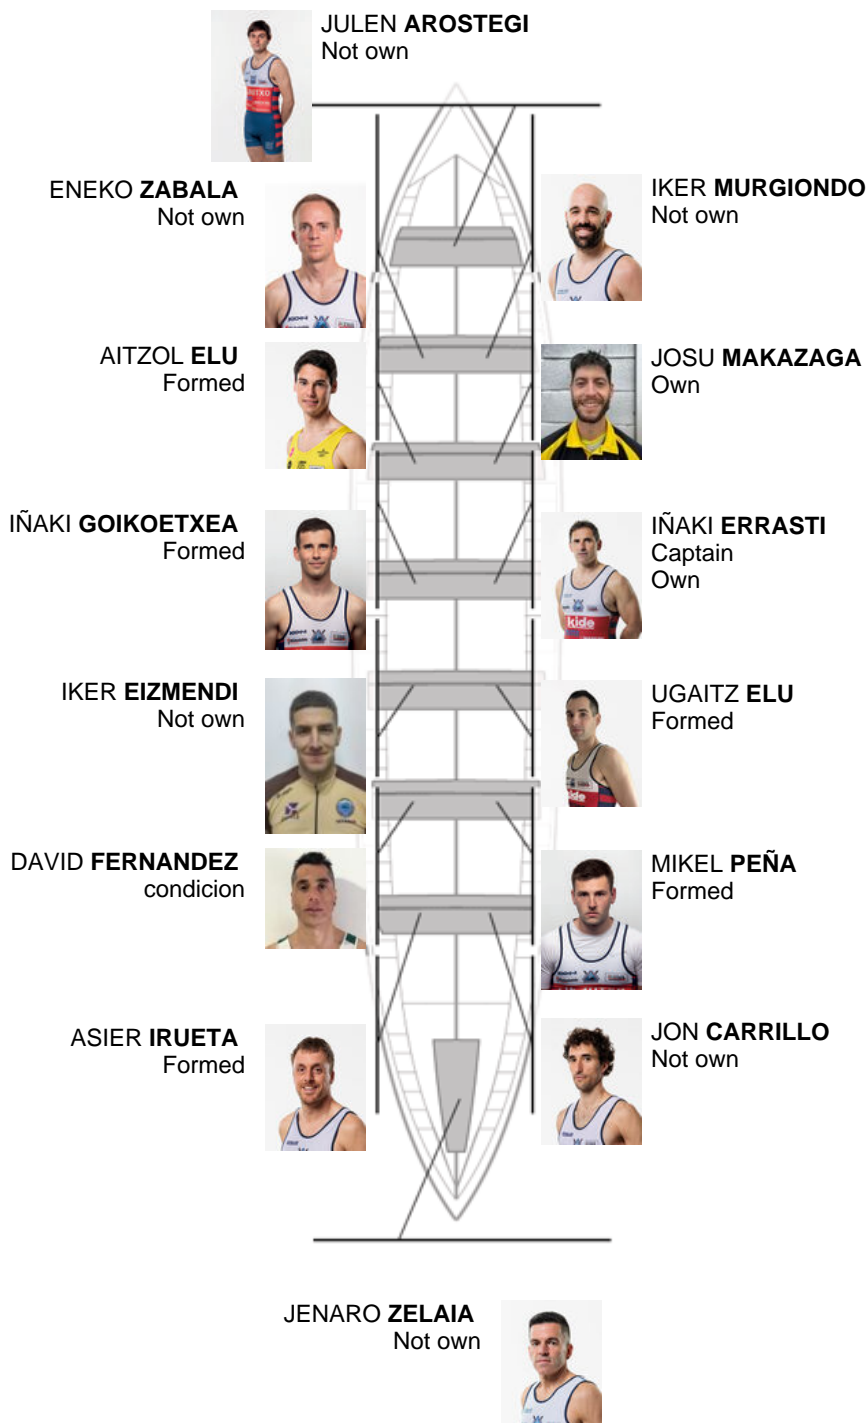 JULEN AROSTEGI
Not own
ENEKO ZABALA
Not own
IKER MURGIONDO
Not own
AITZOL ELU
Formed
JOSU MAKAZAGA
Own
IÑAKI GOIKOETXEA
Formed
IÑAKI ERRASTI
Captain
Own
kide
IKER EIZMENDI
Not own
UGAITZ ELU
Formed
kide
DAVID FERNANDEZ
condicion
MIKEL PEÑA
Formed
ASIER IRUETA
Formed
JON CARRILLO
Not own
JENARO ZELAIA
Not own